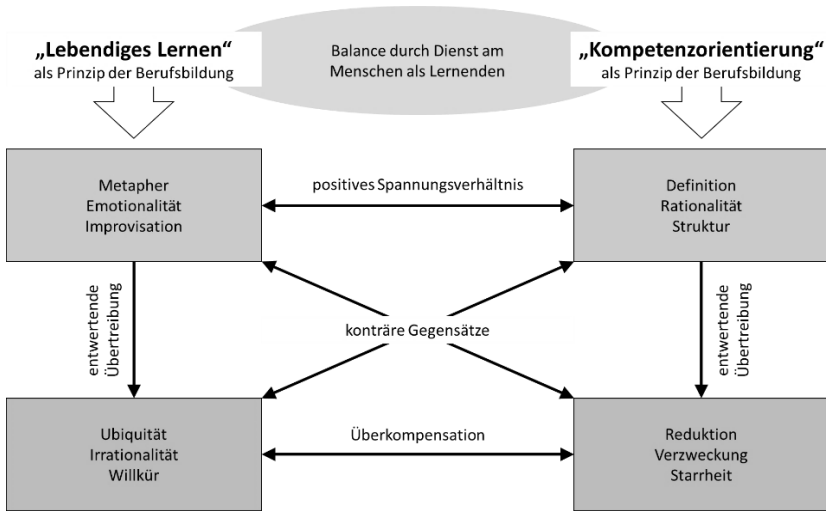 „Lebendiges Lernen“
als Prinzip der Berufsbildung
Balance durch Dienst am
Menschen als Lernenden
„Kompetenzorientierung“
als Prinzip der Berufsbildung
Metapher
Emotionalität
Improvisation
positives Spannungsverhältnis
Definition
Rationalität
Struktur
entwertende
Übertreibung
konträre Gegensätze
entwertende
Übertreibung
Ubiquität
Irrationalität
Willkür
Überkompensation
Reduktion
Verzweckung
Starrheit